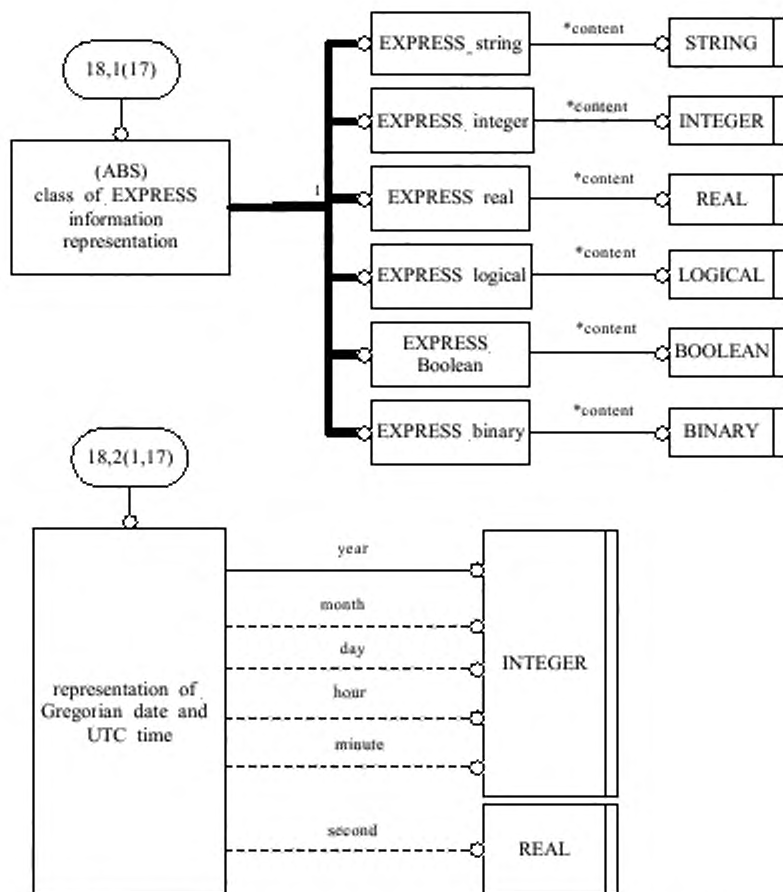 18,1(17)
(ABS)
class of EXPRESS
information
representation
1
EXPRESS_string
*content
STRING
EXPRESS integer
*content
INTEGER
EXPRESS real
*content
REAL
EXPRESS logical
*content
LOGICAL
EXPRESS
Boolean
*content
BOOLEAN
EXPRESS binary
*content
BINARY
18,2(1,17)
representation of
Gregorian date and
UTC time
year
month
day
hour
minute
INTEGER
second
REAL